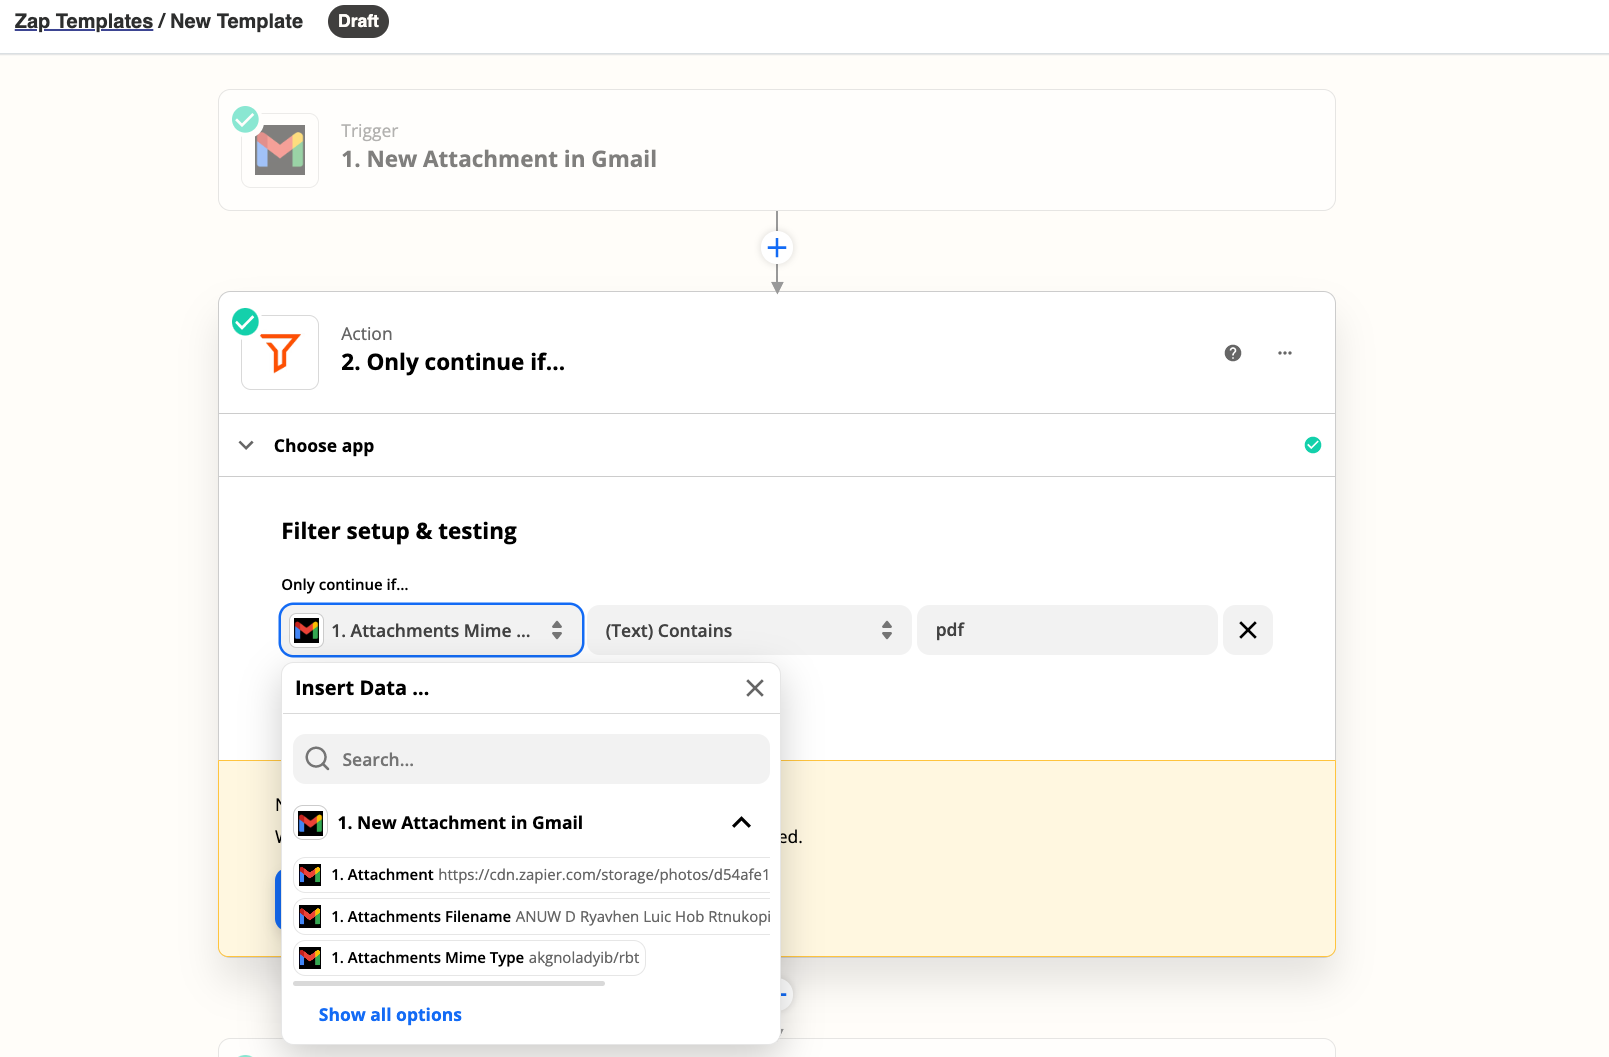 Zap Templates / New Template Draft
Trigger
1. New Attachment in Gmail
Action
2. Only continue if...
Choose app
Filter setup & testing
Only continue if...
1. Attachments Mime ... (Text) Contains pdf
Insert Data ...
Search...
1. New Attachment in Gmail
ed.
1. Attachment https://cdn.zapier.com/storage/photos/d54afe1
1. Attachments Filename ANUW D Ryavhen Luic Hob Rtnukopi
1. Attachments Mime Type akgnoladyib/rbt
Show all options